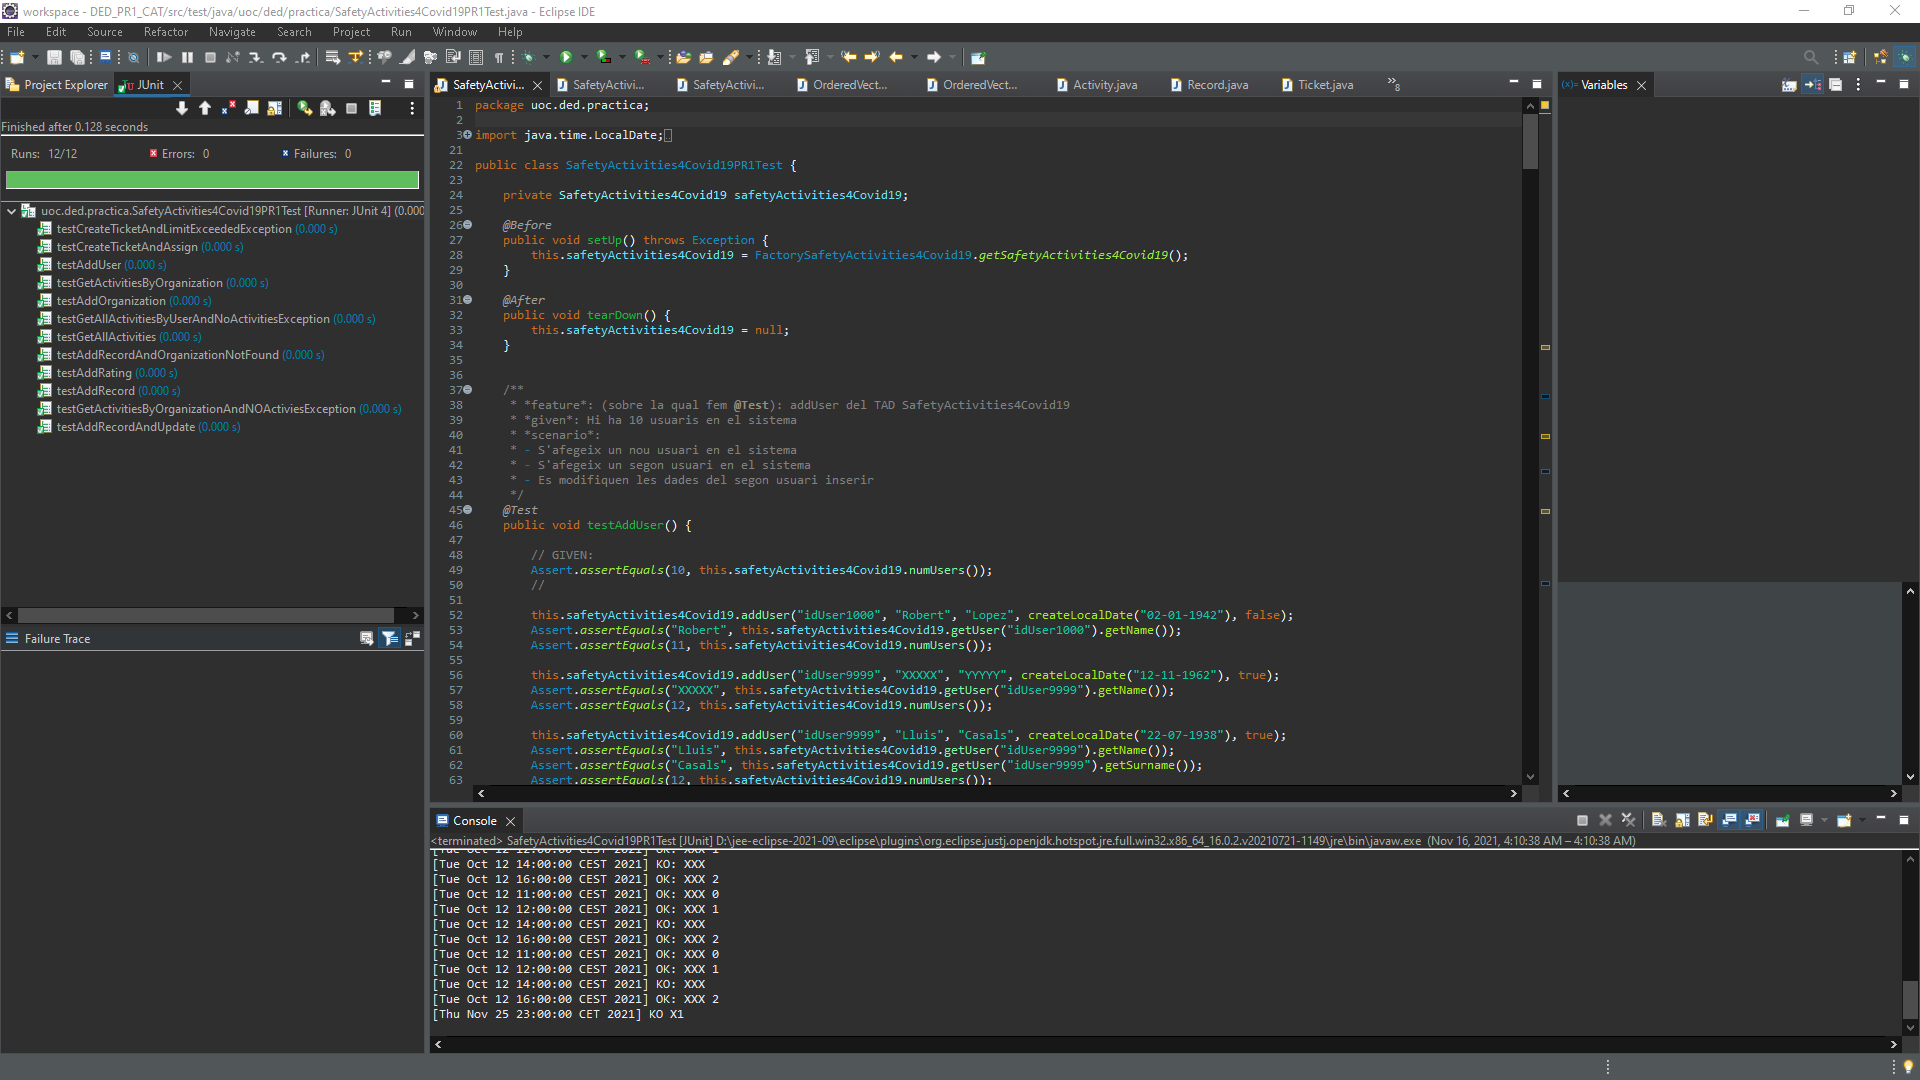 workspace - DED_PR1_CAT/src/test/java/uoc/ded/practica/SafetyActivities4Covid19PR1Test.java - Eclipse IDE
File Edit Source Refactor Navigate Search Project Run Window Help
Project Explorer JUnit
Finished after 0.128 seconds
Runs: 12/12 Errors: 0 Failures: 0
uoc.ded.practica.SafetyActivities4Covid19PR1Test [Runner: JUnit 4] (0.000
testCreateTicketAndLimitExceededException (0.000 s)
testCreateTicketAndAssign (0.000 s)
testAddUser (0.000 s)
testGetActivitiesByOrganization (0.000 s)
testAddOrganization (0.000 s)
testGetAllActivitiesByUserAndNoActivitiesException (0.000 s)
testGetAllActivities (0.000 s)
testAddRecordAndOrganizationNotFound (0.000 s)
testAddRating (0.000 s)
testAddRecord (0.000 s)
testGetActivitiesByOrganizationAndNOActiviesException (0.000 s)
testAddRecordAndUpdate (0.000 s)
Failure Trace
SafetyActivi... SafetyActivi... SafetyActivi... OrderedVect... OrderedVect... Activity.java Record.java Ticket.java »8
1 package uoc.ded.practica;
2
3 import java.time.LocalDate;
21
22 public class SafetyActivities4Covid19PR1Test {
23
24 private SafetyActivities4Covid19 safetyActivities4Covid19;
25
26 @Before
27 public void setUp() throws Exception {
28 this.safetyActivities4Covid19 = FactorySafetyActivities4Covid19.getSafetyActivities4Covid19();
29 }
30
31 @After
32 public void tearDown() {
33 this.safetyActivities4Covid19 = null;
34 }
35
36
37 /**
38 * *feature*: (sobre la qual fem @Test): addUser del TAD SafetyActivities4Covid19
39 * *given*: Hi ha 10 usuaris en el sistema
40 * *scenario*:
41 * - S'afegeix un nou usuari en el sistema
42 * - S'afegeix un segon usuari en el sistema
43 * - Es modifiquen les dades del segon usuari inserir
44 */
45 @Test
46 public void testAddUser() {
47
48 // GIVEN:
49 Assert.assertEquals(10, this.safetyActivities4Covid19.numUsers());
50 //
51
52 this.safetyActivities4Covid19.addUser("idUser1000", "Robert", "Lopez", createLocalDate("02-01-1942"), false);
53 Assert.assertEquals("Robert", this.safetyActivities4Covid19.getUser("idUser1000").getName());
54 Assert.assertEquals(11, this.safetyActivities4Covid19.numUsers());
55
56 this.safetyActivities4Covid19.addUser("idUser9999", "XXXXX", "YYYYY", createLocalDate("12-11-1962"), true);
57 Assert.assertEquals("XXXXX", this.safetyActivities4Covid19.getUser("idUser9999").getName());
58 Assert.assertEquals(12, this.safetyActivities4Covid19.numUsers());
59
60 this.safetyActivities4Covid19.addUser("idUser9999", "Lluis", "Casals", createLocalDate("22-07-1938"), true);
61 Assert.assertEquals("Lluis", this.safetyActivities4Covid19.getUser("idUser9999").getName());
62 Assert.assertEquals("Casals", this.safetyActivities4Covid19.getUser("idUser9999").getSurname());
63 Assert.assertEquals(12, this.safetyActivities4Covid19.numUsers());
(x)= Variables
Console
<terminated> SafetyActivities4Covid19PR1Test [JUnit] D:\jee-eclipse-2021-09\eclipse\plugins\org.eclipse.justj.openjdk.hotspot.jre.full.win32.x86_64_16.0.2.v20210721-1149\jre\bin\javaw.exe (Nov 16, 2021, 4:10:38 AM – 4:10:38 AM)
[Tue Oct 12 12:00:00 CEST 2021] OK: XXX 1
[Tue Oct 12 14:00:00 CEST 2021] KO: XXX
[Tue Oct 12 16:00:00 CEST 2021] OK: XXX 2
[Tue Oct 12 11:00:00 CEST 2021] OK: XXX 0
[Tue Oct 12 12:00:00 CEST 2021] OK: XXX 1
[Tue Oct 12 14:00:00 CEST 2021] KO: XXX
[Tue Oct 12 16:00:00 CEST 2021] OK: XXX 2
[Tue Oct 12 11:00:00 CEST 2021] OK: XXX 0
[Tue Oct 12 12:00:00 CEST 2021] OK: XXX 1
[Tue Oct 12 14:00:00 CEST 2021] KO: XXX
[Tue Oct 12 16:00:00 CEST 2021] OK: XXX 2
[Thu Nov 25 23:00:00 CET 2021] KO X1